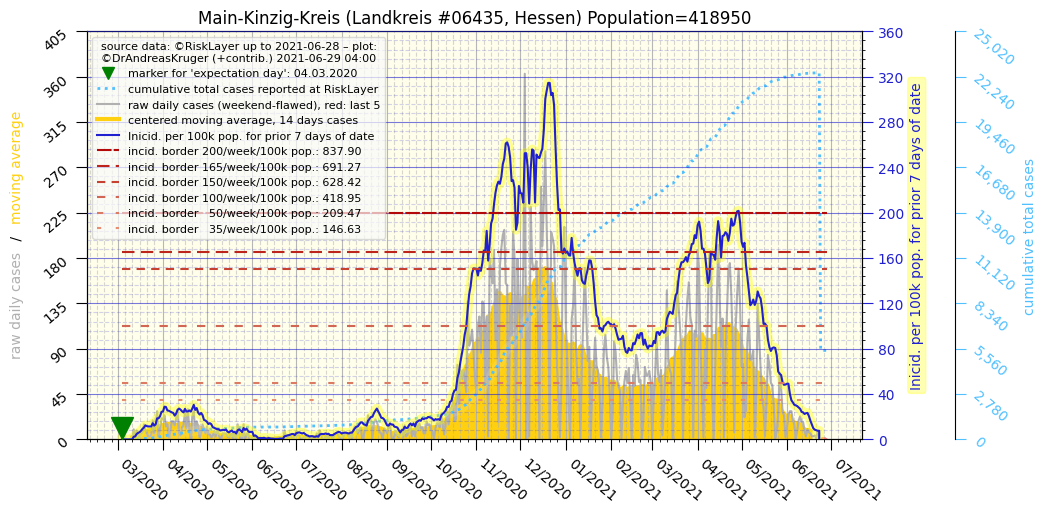 Main-Kinzig-Kreis (Landkreis #06435, Hessen) Population=418950
source data: ©RiskLayer up to 2021-06-28 – plot:
©DrAndreasKruger (+contrib.) 2021-06-29 04:00
marker for 'expectation day': 04.03.2020
cumulative total cases reported at RiskLayer
raw daily cases (weekend-flawed), red: last 5
centered moving average, 14 days cases
Inicid. per 100k pop. for prior 7 days of date
incid. border 200/week/100k pop.: 837.90
incid. border 165/week/100k pop.: 691.27
incid. border 150/week/100k pop.: 628.42
incid. border 100/week/100k pop.: 418.95
incid. border   50/week/100k pop.: 209.47
incid. border   35/week/100k pop.: 146.63
raw daily cases / moving average
405
360
315
270
225
180
135
90
45
0
03/2020
04/2020
05/2020
06/2020
07/2020
08/2020
09/2020
10/2020
11/2020
12/2020
01/2021
02/2021
03/2021
04/2021
05/2021
06/2021
07/2021
360
320
280
240
200
160
120
80
40
0
Inicid. per 100k pop. for prior 7 days of date
25,020
22,240
19,460
16,680
13,900
11,120
8,340
5,560
2,780
0
cumulative total cases